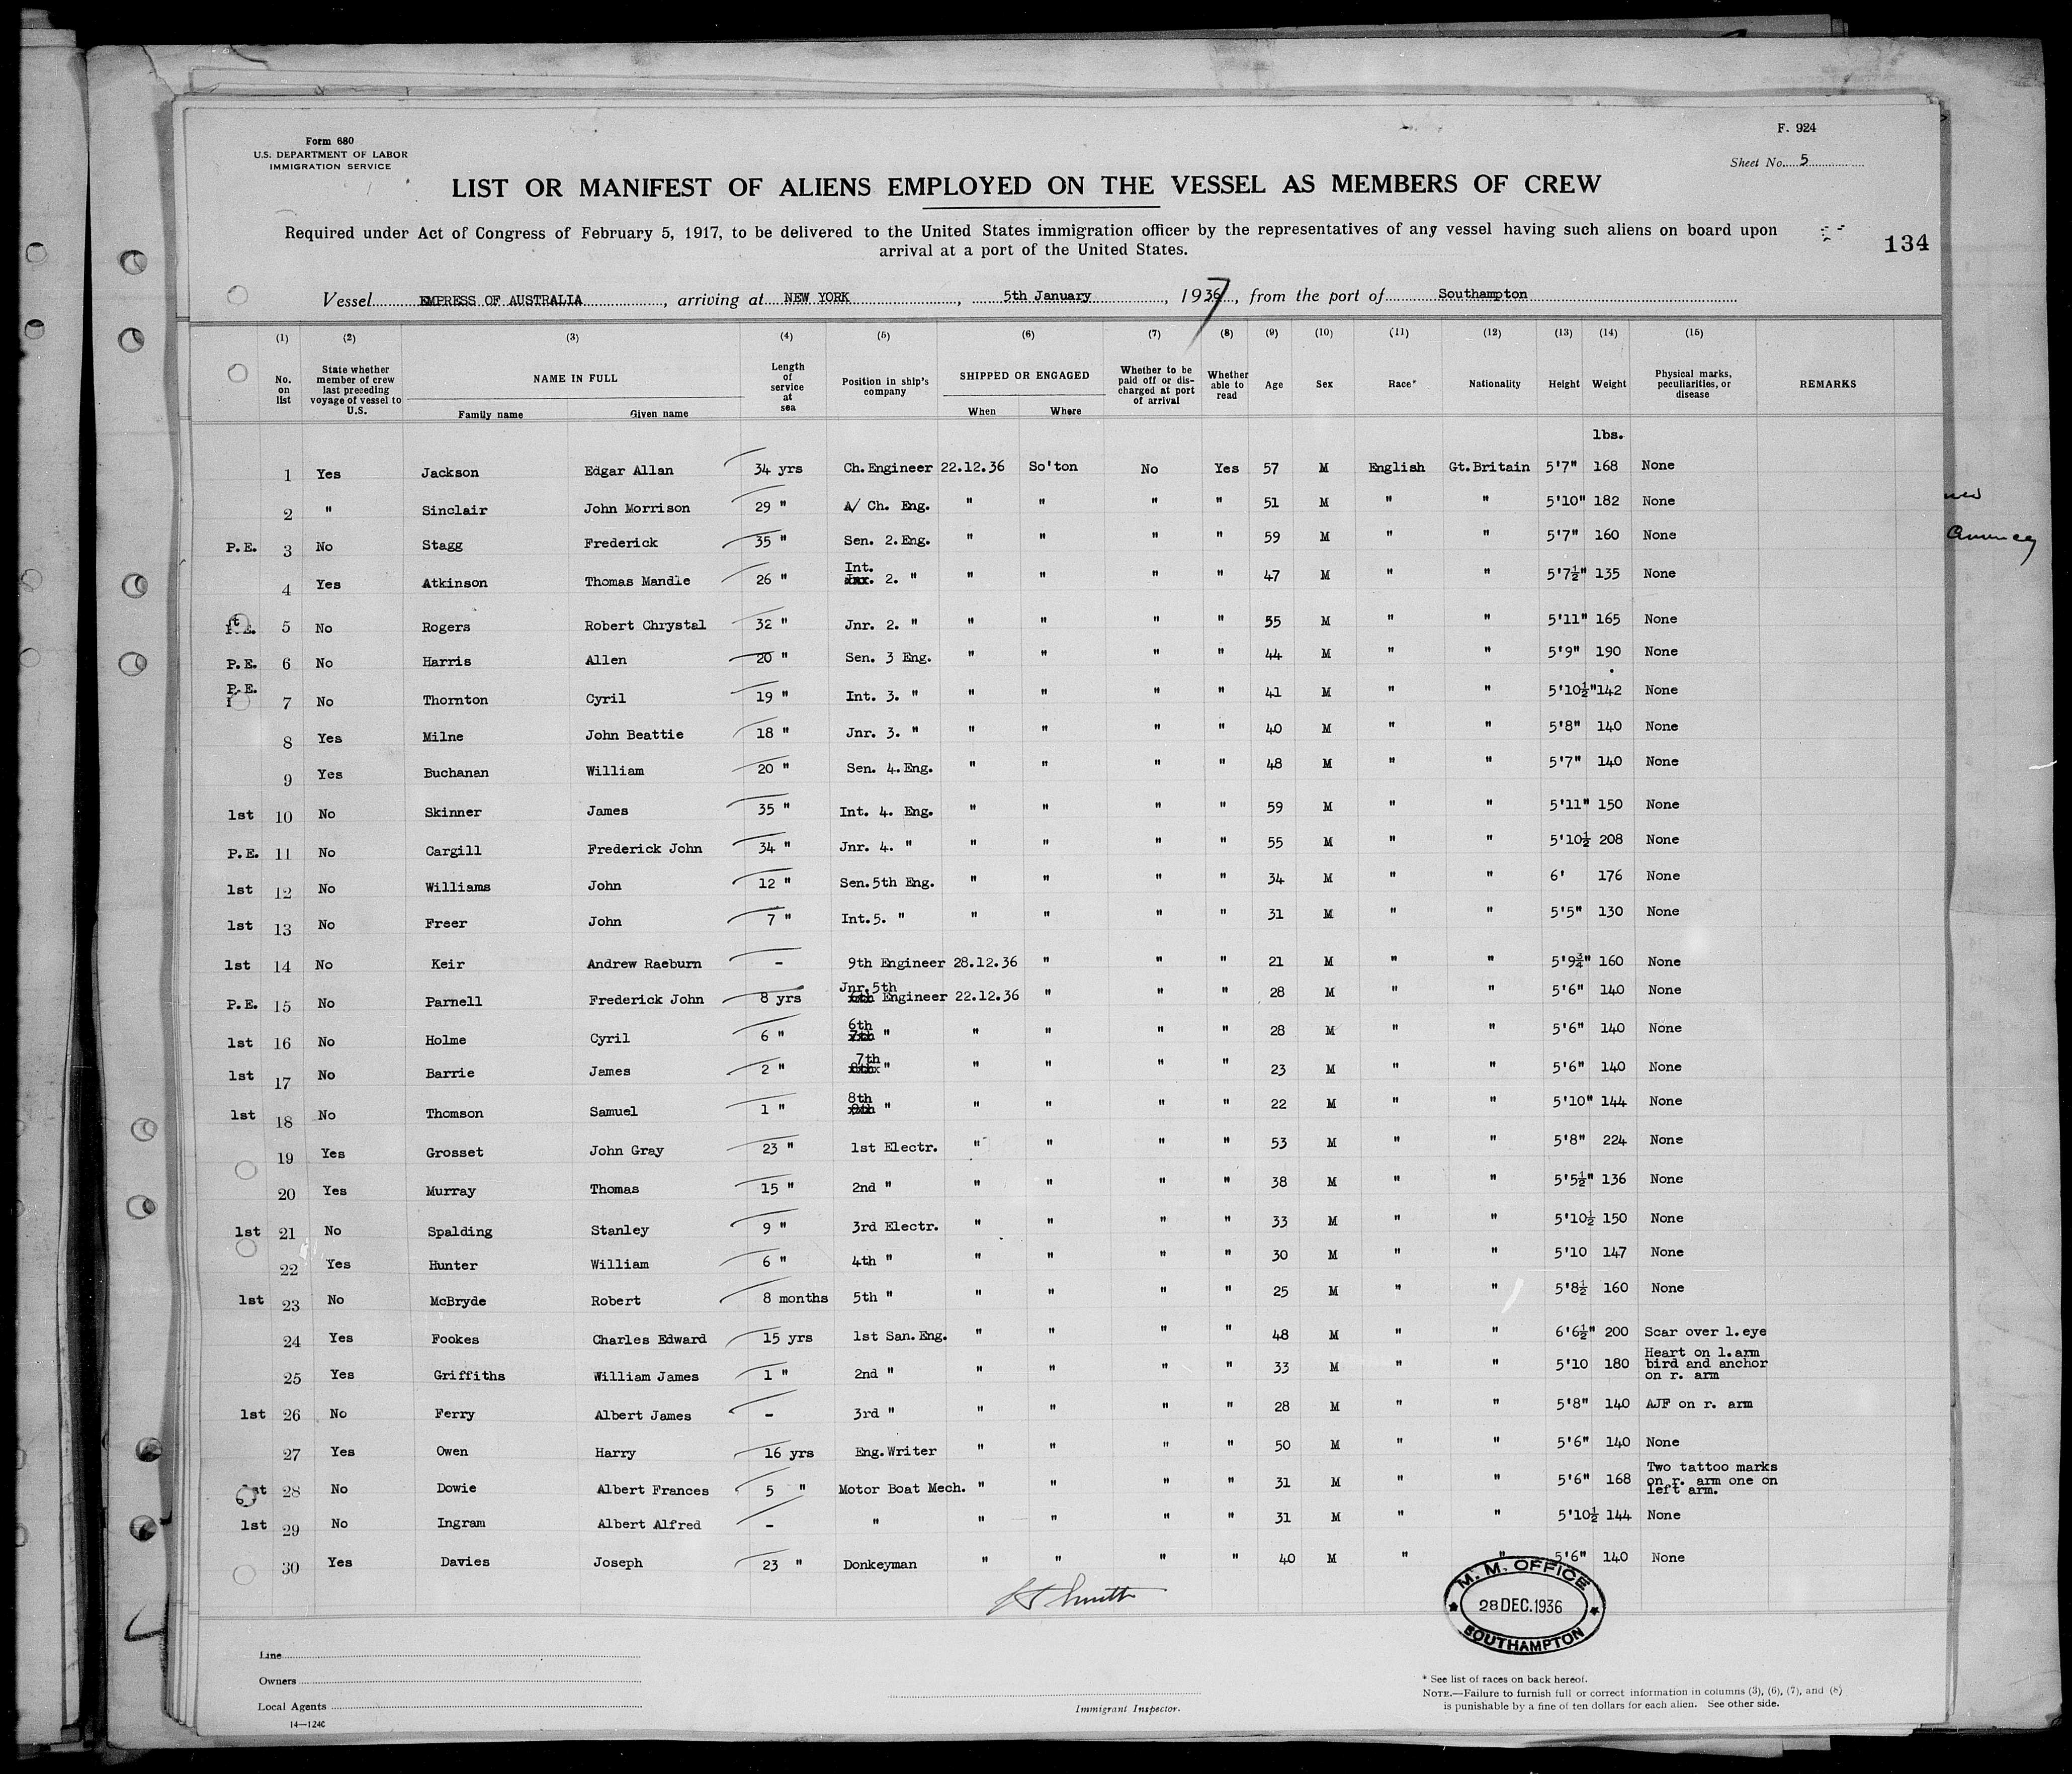 Form 680
U.S. DEPARTMENT OF LABOR
IMMIGRATION SERVICE
F. 924
Sheet No. 5
LIST OR MANIFEST OF ALIENS EMPLOYED ON THE VESSEL AS MEMBERS OF CREW
Required under Act of Congress of February 5, 1917, to be delivered to the United States immigration officer by the representatives of any vessel having such aliens on board upon
arrival at a port of the United States.
134
Vessel EMPRESS OF AUSTRALIA, arriving at NEW YORK, 5th January, 1937, from the port of Southampton
(1) (2) (3) (4) (5) (6) (7) (8) (9) (10) (11) (12) (13) (14) (15)
No. on list
State whether member of crew last preceding voyage of vessel to U.S.
NAME IN FULL
Family name
Given name
Length of service at sea
Position in ship's company
SHIPPED OR ENGAGED
When
Where
Whether to be paid off or discharged at port of arrival
Whether able to read
Age
Sex
Race*
Nationality
Height
Weight
Physical marks, peculiarities, or disease
REMARKS
lbs.
1 Yes Jackson Edgar Allan 34 yrs Ch. Engineer 22.12.36 So'ton No Yes 57 M English Gt.Britain 5'7" 168 None
2 " Sinclair John Morrison 29 " A/ Ch. Eng. " " " " 51 M " " 5'10" 182 None
P.E. 3 No Stagg Frederick 35 " Sen. 2.Eng. " " " " 59 M " " 5'7" 160 None
4 Yes Atkinson Thomas Mandle 26 " Int. 2. " " " " " 47 M " " 5'7½" 135 None
P.E. 5 No Rogers Robert Chrystal 32 " Jnr. 2. " " " " " 55 M " " 5'11" 165 None
P.E. 6 No Harris Allen 20 " Sen. 3 Eng. " " " " 44 M " " 5'9" 190 None
P.E. 7 No Thornton Cyril 19 " Int. 3. " " " " " 41 M " " 5'10½" 142 None
8 Yes Milne John Beattie 18 " Jnr. 3. " " " " " 40 M " " 5'8" 140 None
9 Yes Buchanan William 20 " Sen. 4.Eng. " " " " 48 M " " 5'7" 140 None
1st 10 No Skinner James 35 " Int. 4. Eng. " " " " 59 M " " 5'11" 150 None
P.E. 11 No Cargill Frederick John 34 " Jnr. 4. " " " " " 55 M " " 5'10½ 208 None
1st 12 No Williams John 12 " Sen.5th Eng. " " " " 34 M " " 6' 176 None
1st 13 No Freer John 7 " Int.5. " " " " " 31 M " " 5'5" 130 None
1st 14 No Keir Andrew Raeburn - 9th Engineer 28.12.36 " " " 21 M " " 5'9¾" 160 None
P.E. 15 No Parnell Frederick John 8 yrs Jnr.5th Engineer 22.12.36 " " " 28 M " " 5'6" 140 None
1st 16 No Holme Cyril 6 " 6th " " " " " 28 M " " 5'6" 140 None
1st 17 No Barrie James 2 " 7th " " " " " 23 M " " 5'6" 140 None
1st 18 No Thomson Samuel 1 " 8th " " " " " 22 M " " 5'10" 144 None
19 Yes Grosset John Gray 23 " 1st Electr. " " " " 53 M " " 5'8" 224 None
20 Yes Murray Thomas 15 " 2nd " " " " " 38 M " " 5'5½" 136 None
1st 21 No Spalding Stanley 9 " 3rd Electr. " " " " 33 M " " 5'10½ 150 None
22 Yes Hunter William 6 " 4th " " " " " 30 M " " 5'10 147 None
1st 23 No McBryde Robert 8 months 5th " " " " " 25 M " " 5'8½ 160 None
24 Yes Fookes Charles Edward 15 yrs 1st San.Eng. " " " " 48 M " " 6'6½" 200 Scar over l.eye
25 Yes Griffiths William James 1 " 2nd " " " " " 33 M " " 5'10 180 Heart on l.arm bird and anchor on r. arm
1st 26 No Ferry Albert James - 3rd " " " " " 28 M " " 5'8" 140 AJF on r. arm
27 Yes Owen Harry 16 yrs Eng.Writer " " " " 50 M " " 5'6" 140 None
1st 28 No Dowie Albert Frances 5 " Motor Boat Mech. " " " " 31 M " " 5'6" 168 Two tattoo marks on r. arm one on left arm.
1st 29 No Ingram Albert Alfred - " " " " " 31 M " " 5'10½ 144 None
30 Yes Davies Joseph 23 " Donkeyman " " " " 40 M " " 5'6" 140 None
M. M. OFFICE
28 DEC.1936
SOUTHAMPTON
Line
Owners
Local Agents
14—1240
Immigrant Inspector.
* See list of races on back hereof.
NOTE.—Failure to furnish full or correct information in columns (3), (6), (7), and (8)
is punishable by a fine of ten dollars for each alien. See other side.